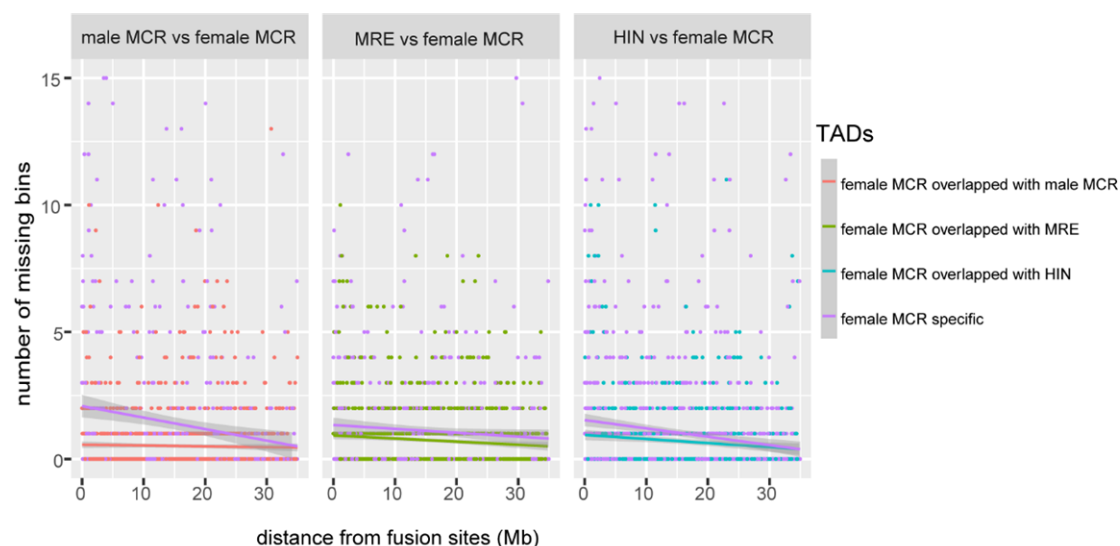 male MCR vs female MCR
MRE vs female MCR
HIN vs female MCR
15
10
5
0
number of missing bins
0 10 20 30
0 10 20 30
0 10 20 30
distance from fusion sites (Mb)
TADs
female MCR overlapped with male MCR
female MCR overlapped with MRE
female MCR overlapped with HIN
female MCR specific